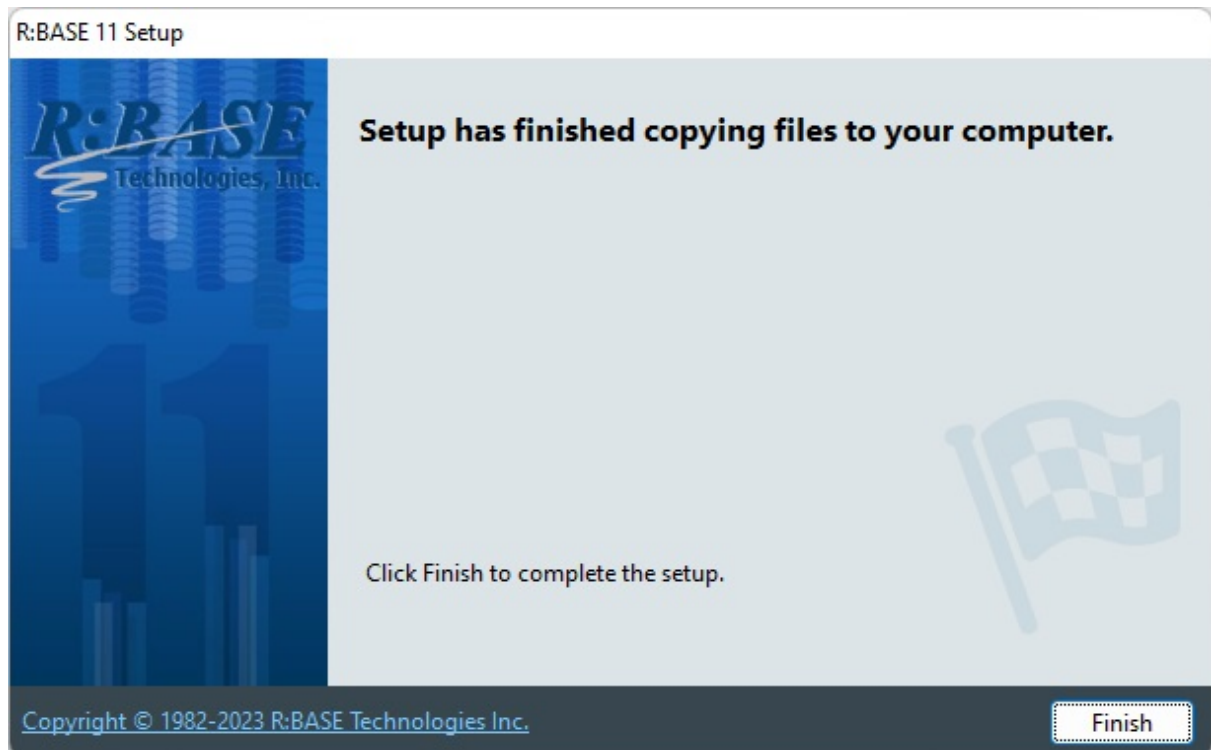 R:BASE 11 Setup
R:BASE
Technologies, Inc.
Setup has finished copying files to your computer.
11
Click Finish to complete the setup.
Copyright © 1982-2023 R:BASE Technologies Inc.
Finish